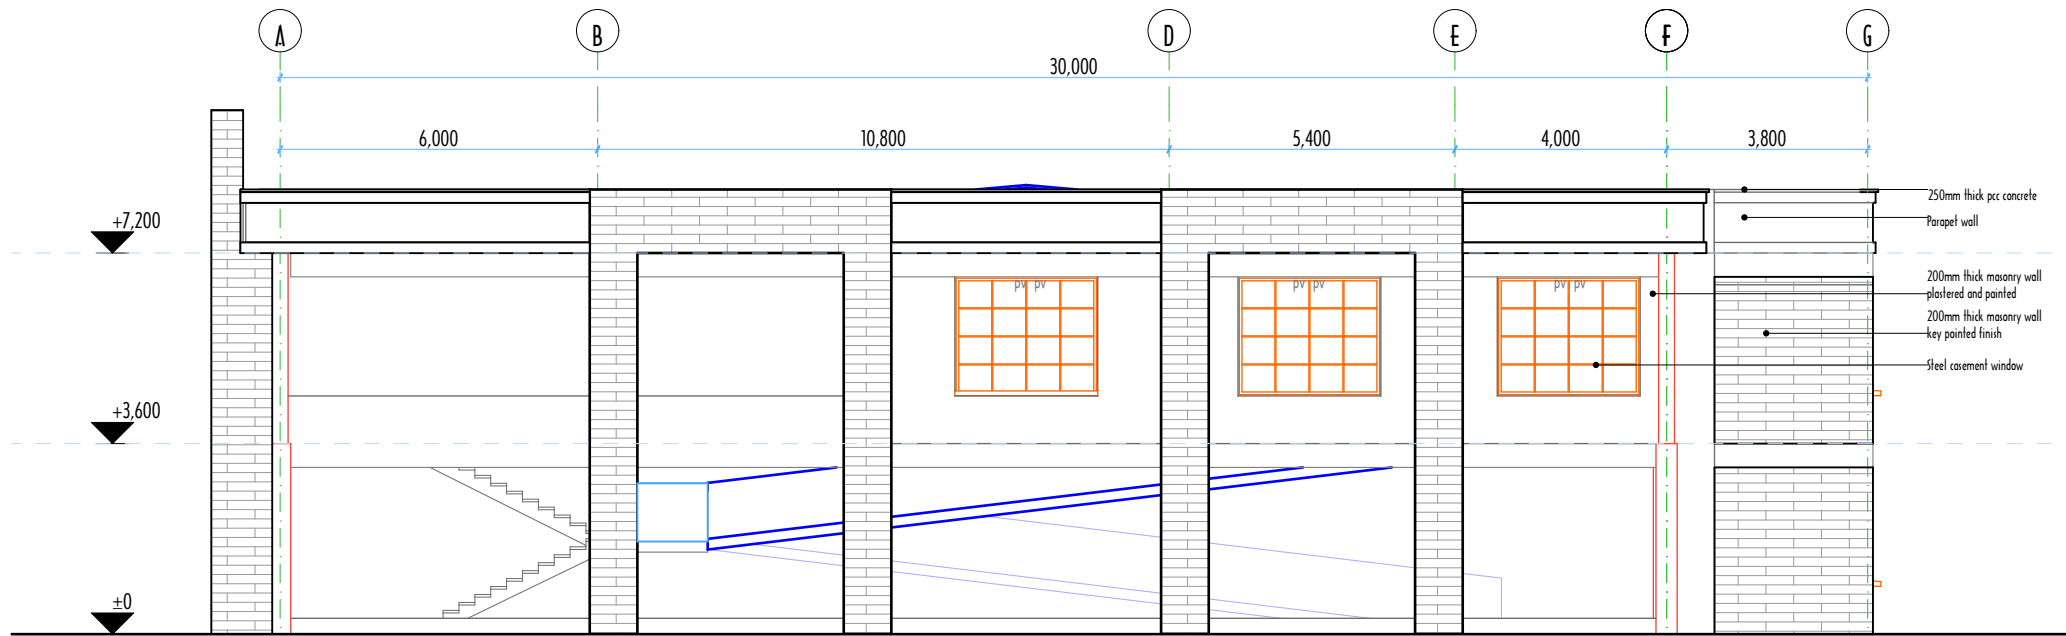 A B D E F G
30,000
6,000 10,800 5,400 4,000 3,800
250mm thick pcc concrete
+7,200
Parapet wall
200mm thick masonry wall
plastered and painted
pv pv pv pv pv pv
200mm thick masonry wall
key pointed finish
Steel casement window
+3,600
±0